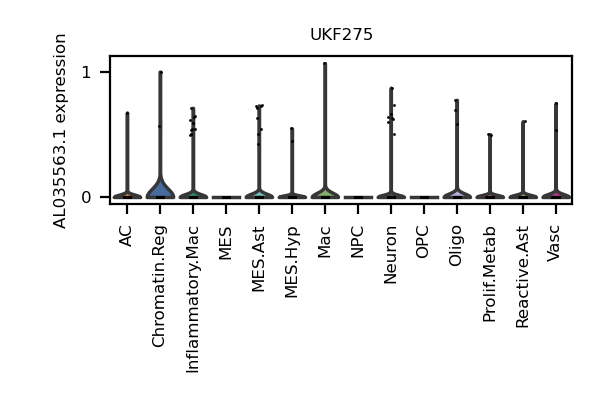 UKF275
AL035563.1 expression
1
0
AC
Chromatin.Reg
Inflammatory.Mac
MES
MES.Ast
MES.Hyp
Mac
NPC
Neuron
OPC
Oligo
Prolif.Metab
Reactive.Ast
Vasc